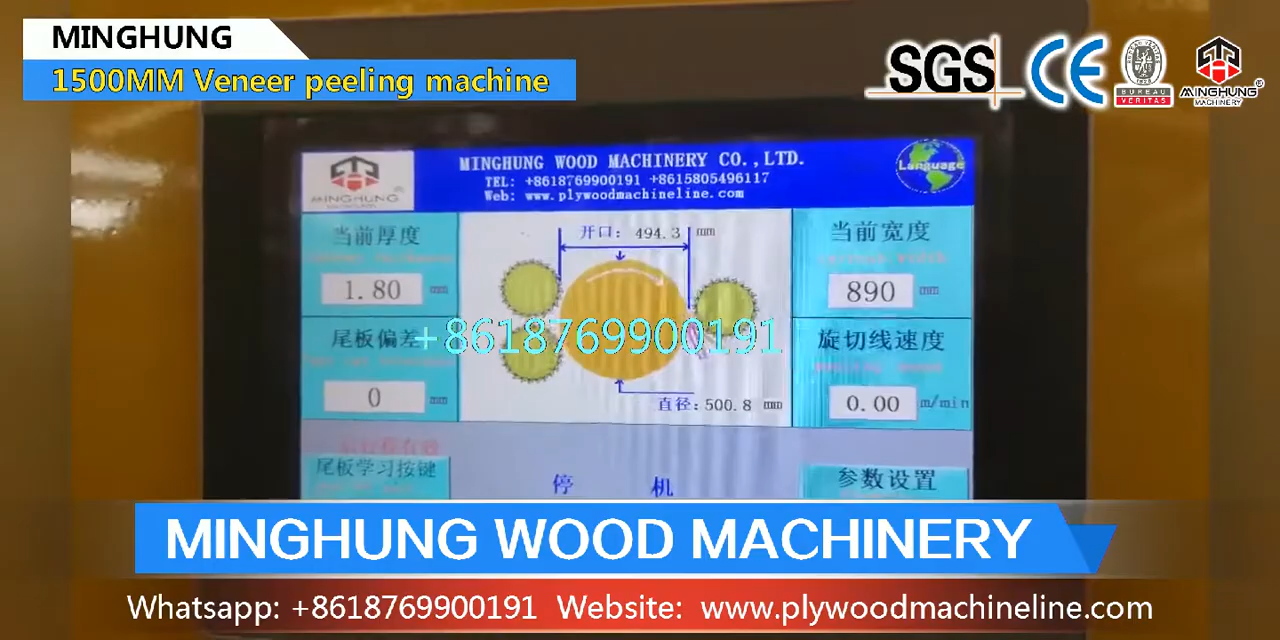 MINGHUNG
1500MM Veneer peeling machine
SGS CE
BUREAU
VERITAS
MINGHUNG®
MACHINERY
MINGHUNG®
MINGHUNG WOOD MACHINERY CO.,LTD.
TEL: +8618769900191 +8615805496117
Web: www.plywoodmachineline.com
Language
当前厚度
1.80 mm
开口: 494.3 mm
当前宽度
890 mm
尾板偏差
0 mm
+8618769900191
旋切线速度
0.00 m/min
直径: 500.8 mm
尾板学习按键
停 机
参数设置
MINGHUNG WOOD MACHINERY
Whatsapp: +8618769900191 Website: www.plywoodmachineline.com